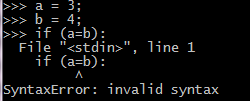 >>> a = 3;
>>> b = 4;
>>> if (a=b):
  File "<stdin>", line 1
    if (a=b):
         ^
SyntaxError: invalid syntax